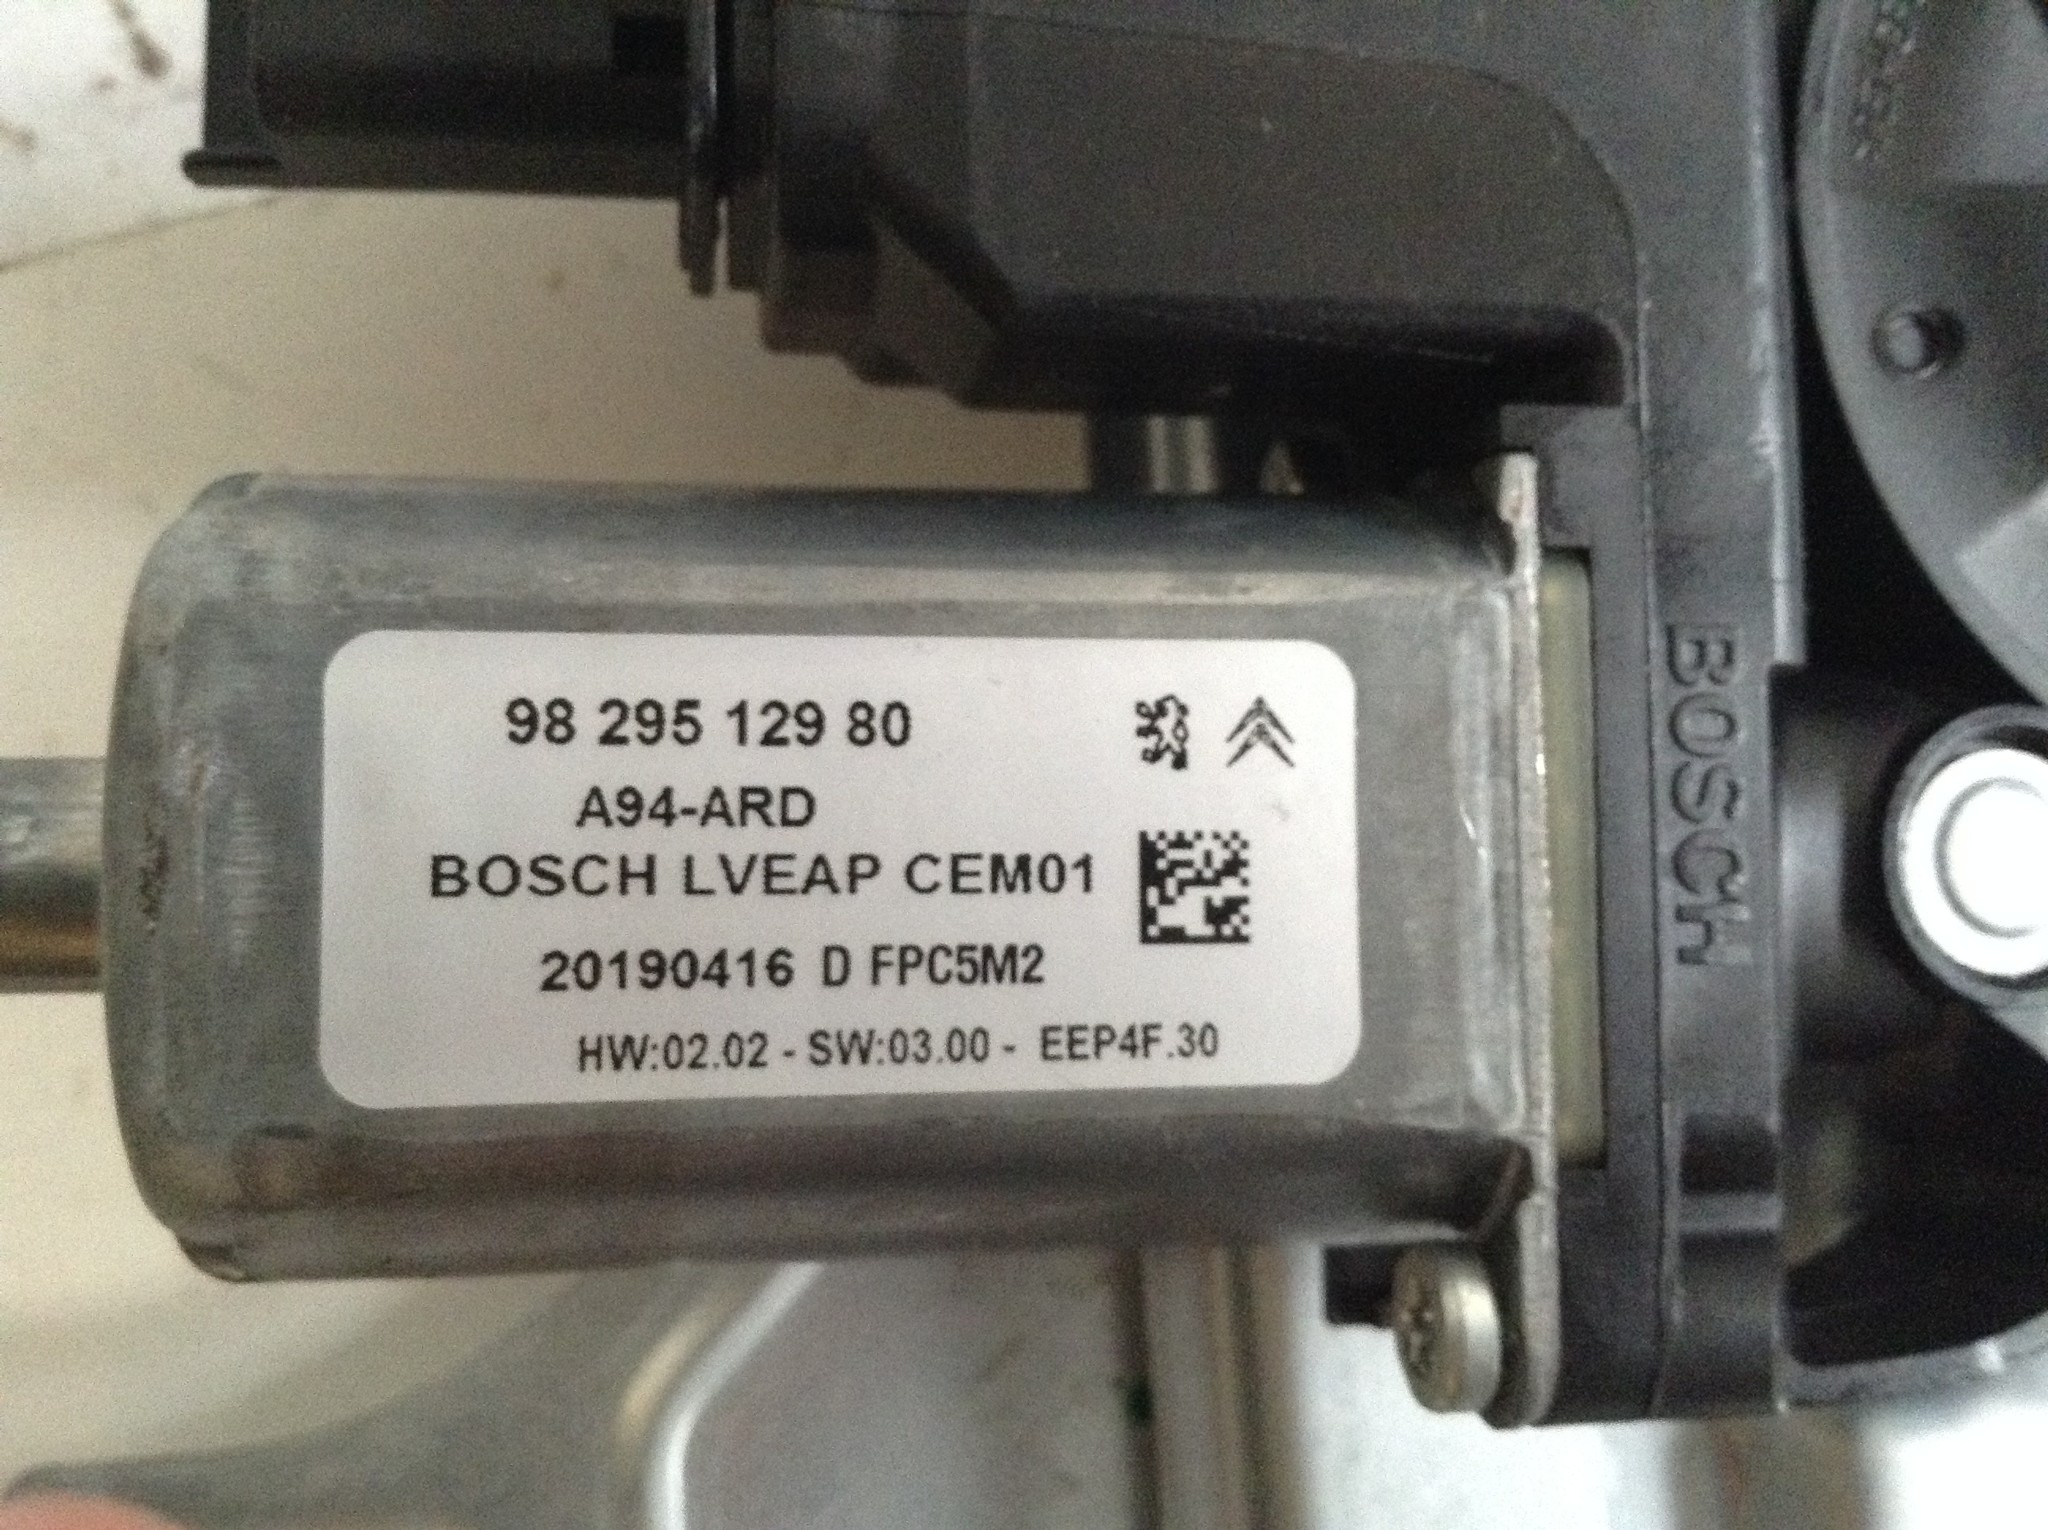 98 295 129 80
A94-ARD
BOSCH LVEAP CEM01
20190416 D FPC5M2
HW:02.02 - SW:03.00 - EEP4F.30
BOSCH